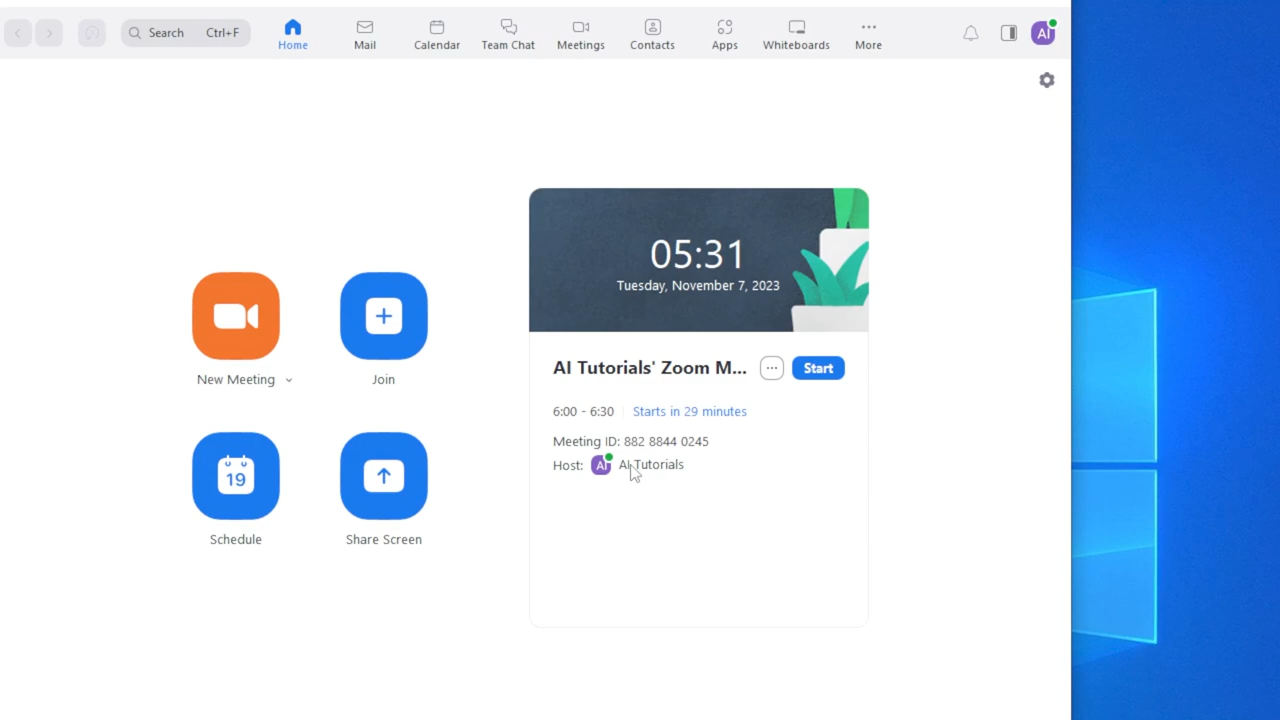 Search Ctrl+F
Home
Mail
Calendar
Team Chat
Meetings
Contacts
Apps
Whiteboards
More
AI
05:31
Tuesday, November 7, 2023
New Meeting
Join
19
Schedule
Share Screen
AI Tutorials' Zoom M...
Start
6:00 - 6:30 Starts in 29 minutes
Meeting ID: 882 8844 0245
Host: AI AI Tutorials